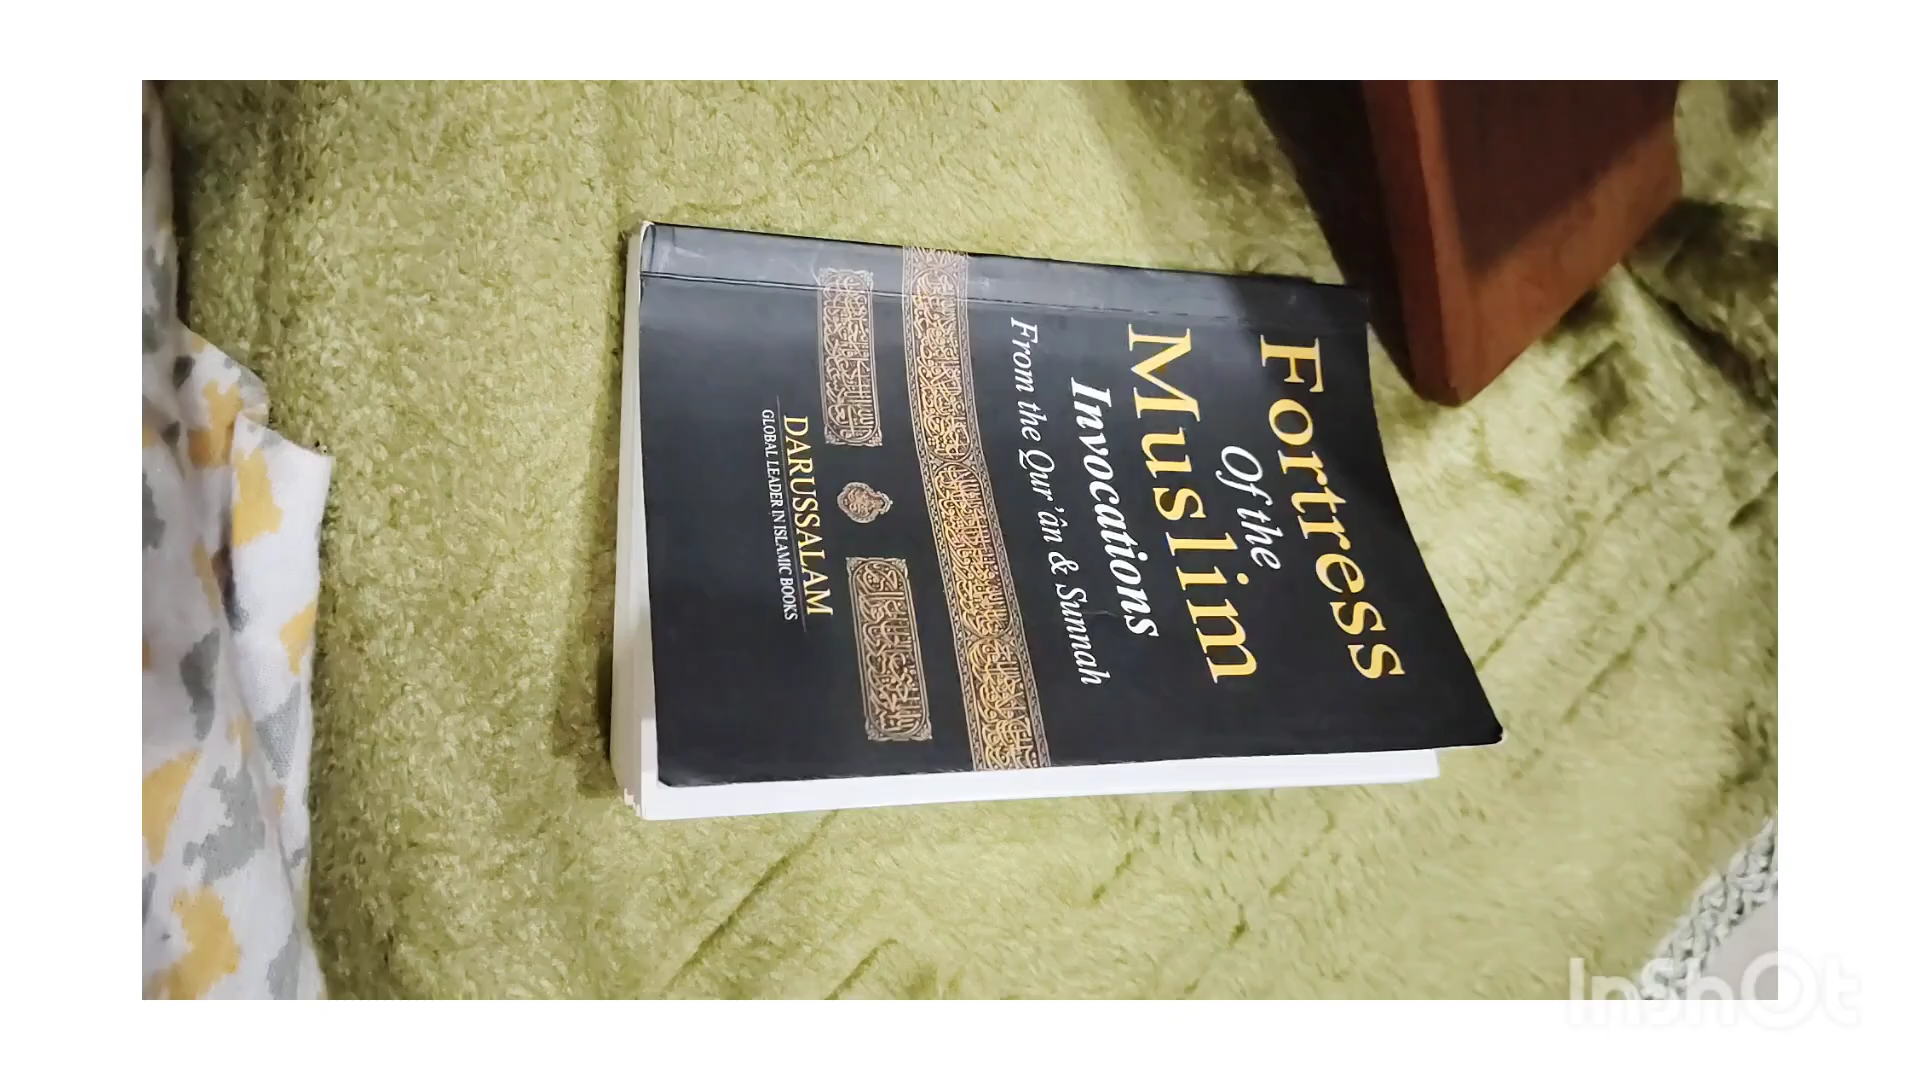 Fortress
Of the
Muslim
Invocations
From the Qur'ân & Sunnah
DARUSSALAM
GLOBAL LEADER IN ISLAMIC BOOKS
InShOt